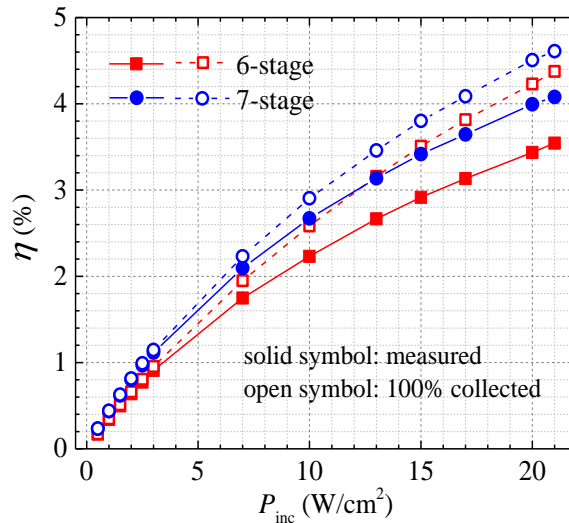 5
4
3
2
1
0
η (%)
6-stage
7-stage
solid symbol: measured
open symbol: 100% collected
0 5 10 15 20
P_inc (W/cm²)